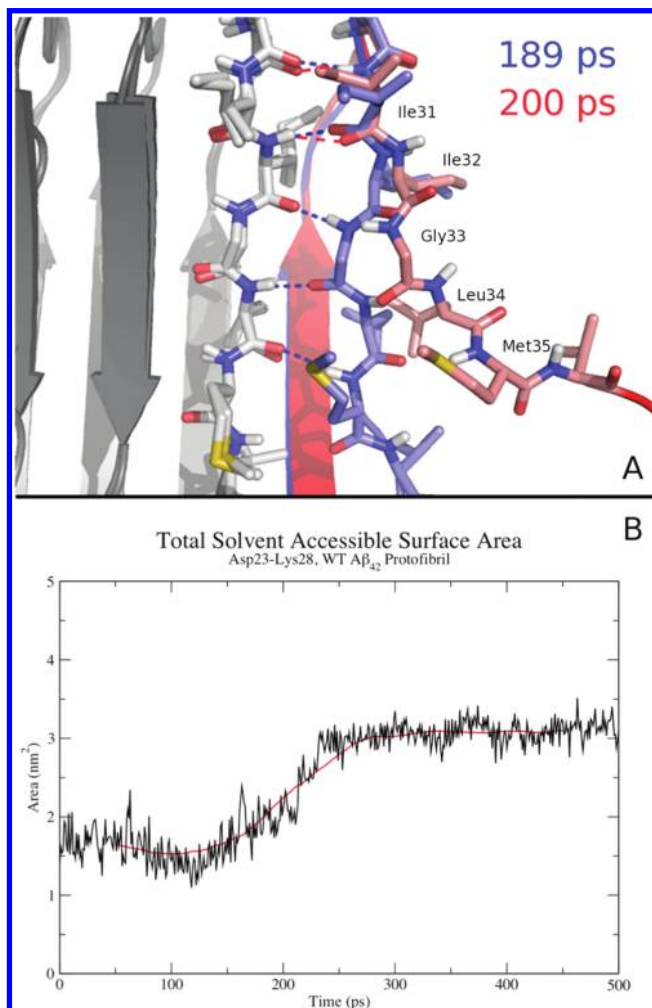 189 ps
200 ps
Ile31
Ile32
Gly33
Leu34
Met35
A
B
Total Solvent Accessible Surface Area
Asp23-Lys28, WT Aβ42 Protofibril
5
4
3
2
1
0
Area (nm²)
0 100 200 300 400 500
Time (ps)